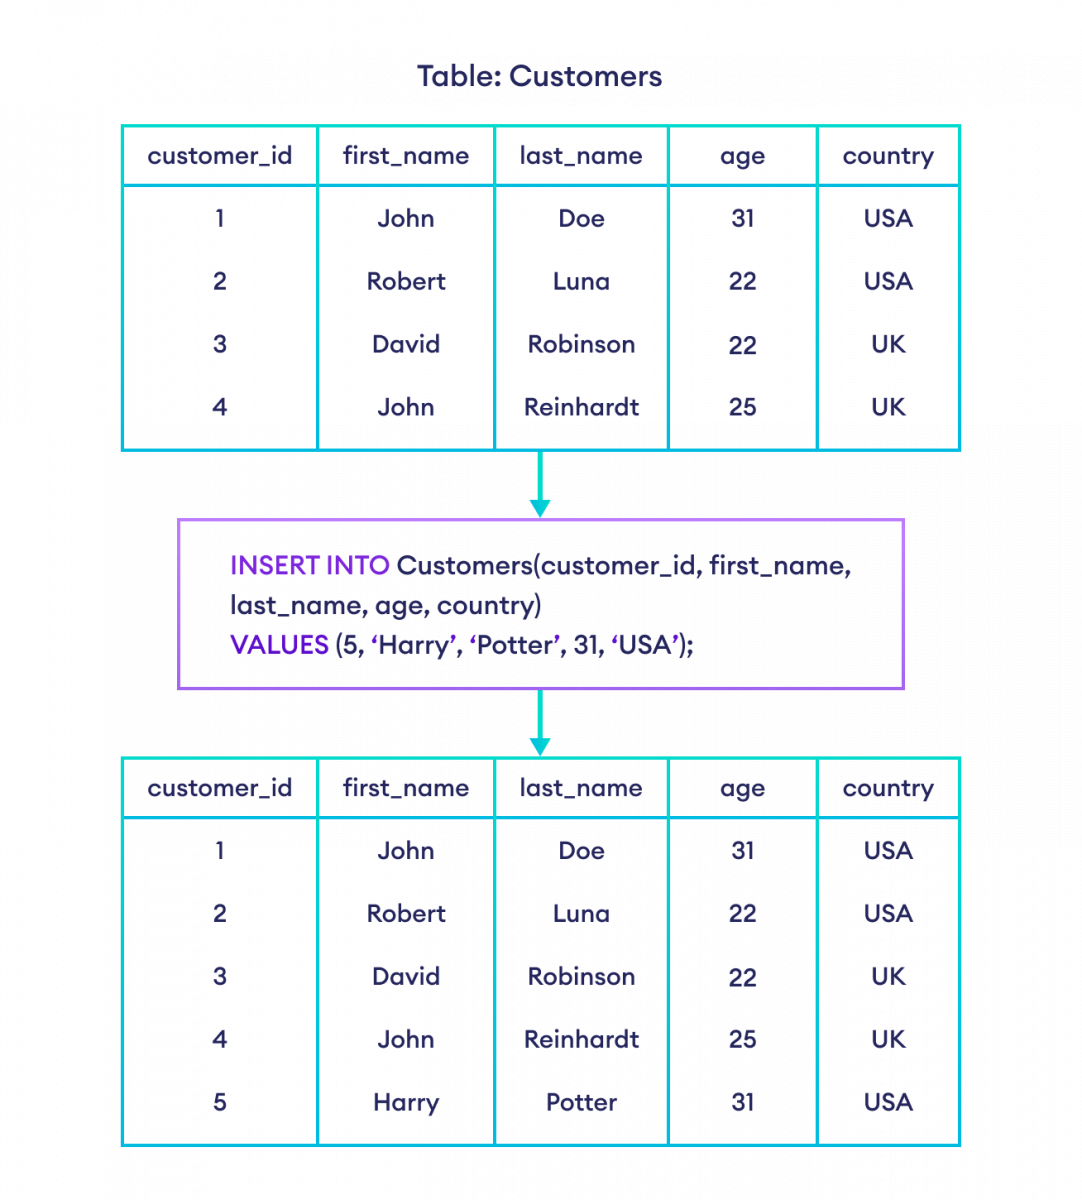 Table: Customers
customer_id first_name last_name age country
1 John Doe 31 USA
2 Robert Luna 22 USA
3 David Robinson 22 UK
4 John Reinhardt 25 UK
INSERT INTO Customers(customer_id, first_name,
last_name, age, country)
VALUES (5, ‘Harry’, ‘Potter’, 31, ‘USA’);
customer_id first_name last_name age country
1 John Doe 31 USA
2 Robert Luna 22 USA
3 David Robinson 22 UK
4 John Reinhardt 25 UK
5 Harry Potter 31 USA